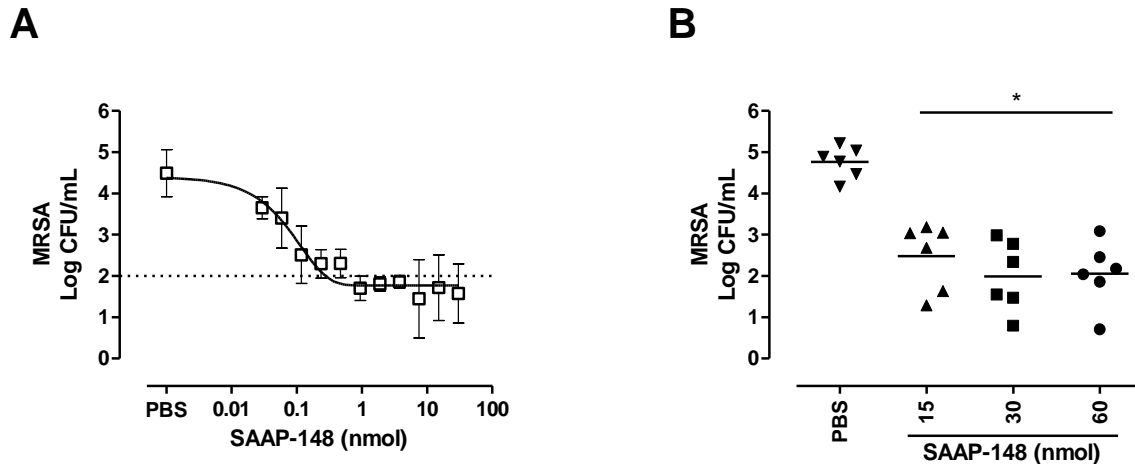 A
MRSA
Log CFU/mL
6
5
4
3
2
1
0
PBS
0.01
0.1
1
10
100
SAAP-148 (nmol)
B
*
MRSA
Log CFU/mL
6
5
4
3
2
1
0
PBS
15
30
60
SAAP-148 (nmol)